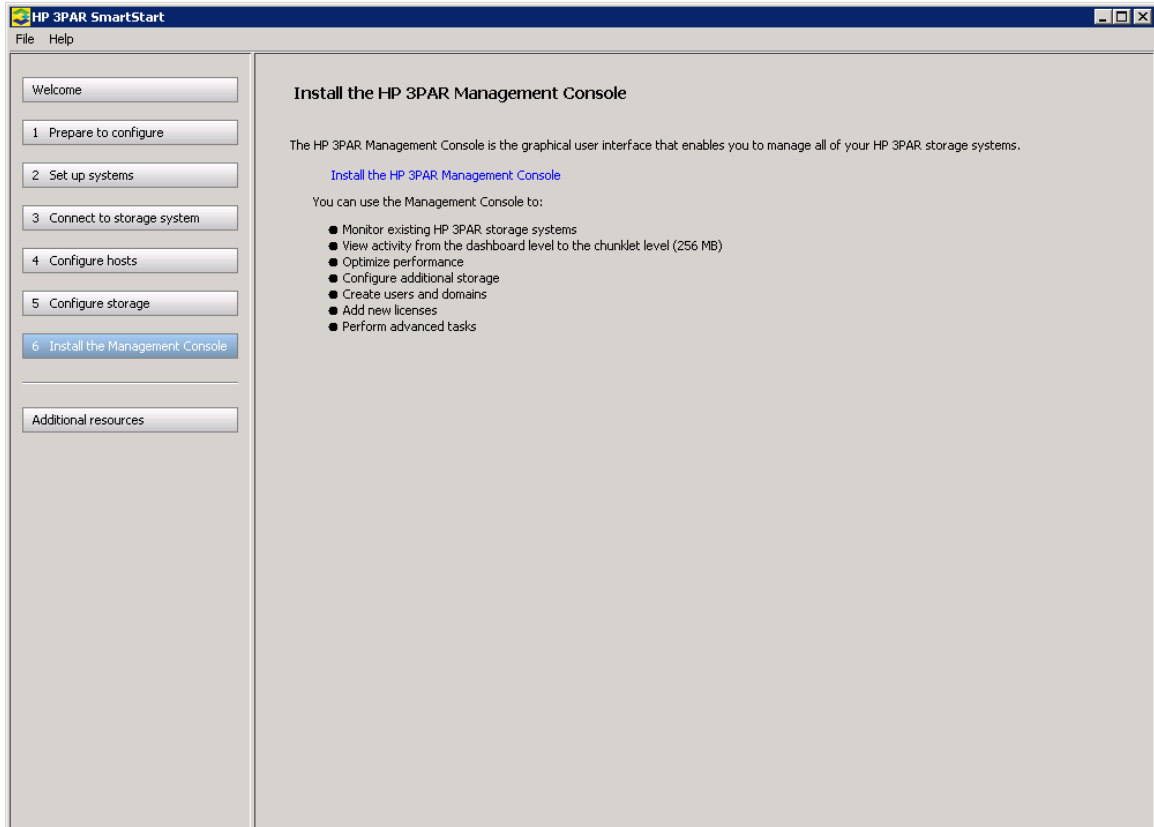 HP 3PAR SmartStart
File Help
Welcome
1 Prepare to configure
2 Set up systems
3 Connect to storage system
4 Configure hosts
5 Configure storage
6 Install the Management Console
Additional resources
Install the HP 3PAR Management Console
The HP 3PAR Management Console is the graphical user interface that enables you to manage all of your HP 3PAR storage systems.
Install the HP 3PAR Management Console
You can use the Management Console to:
● Monitor existing HP 3PAR storage systems
● View activity from the dashboard level to the chunklet level (256 MB)
● Optimize performance
● Configure additional storage
● Create users and domains
● Add new licenses
● Perform advanced tasks